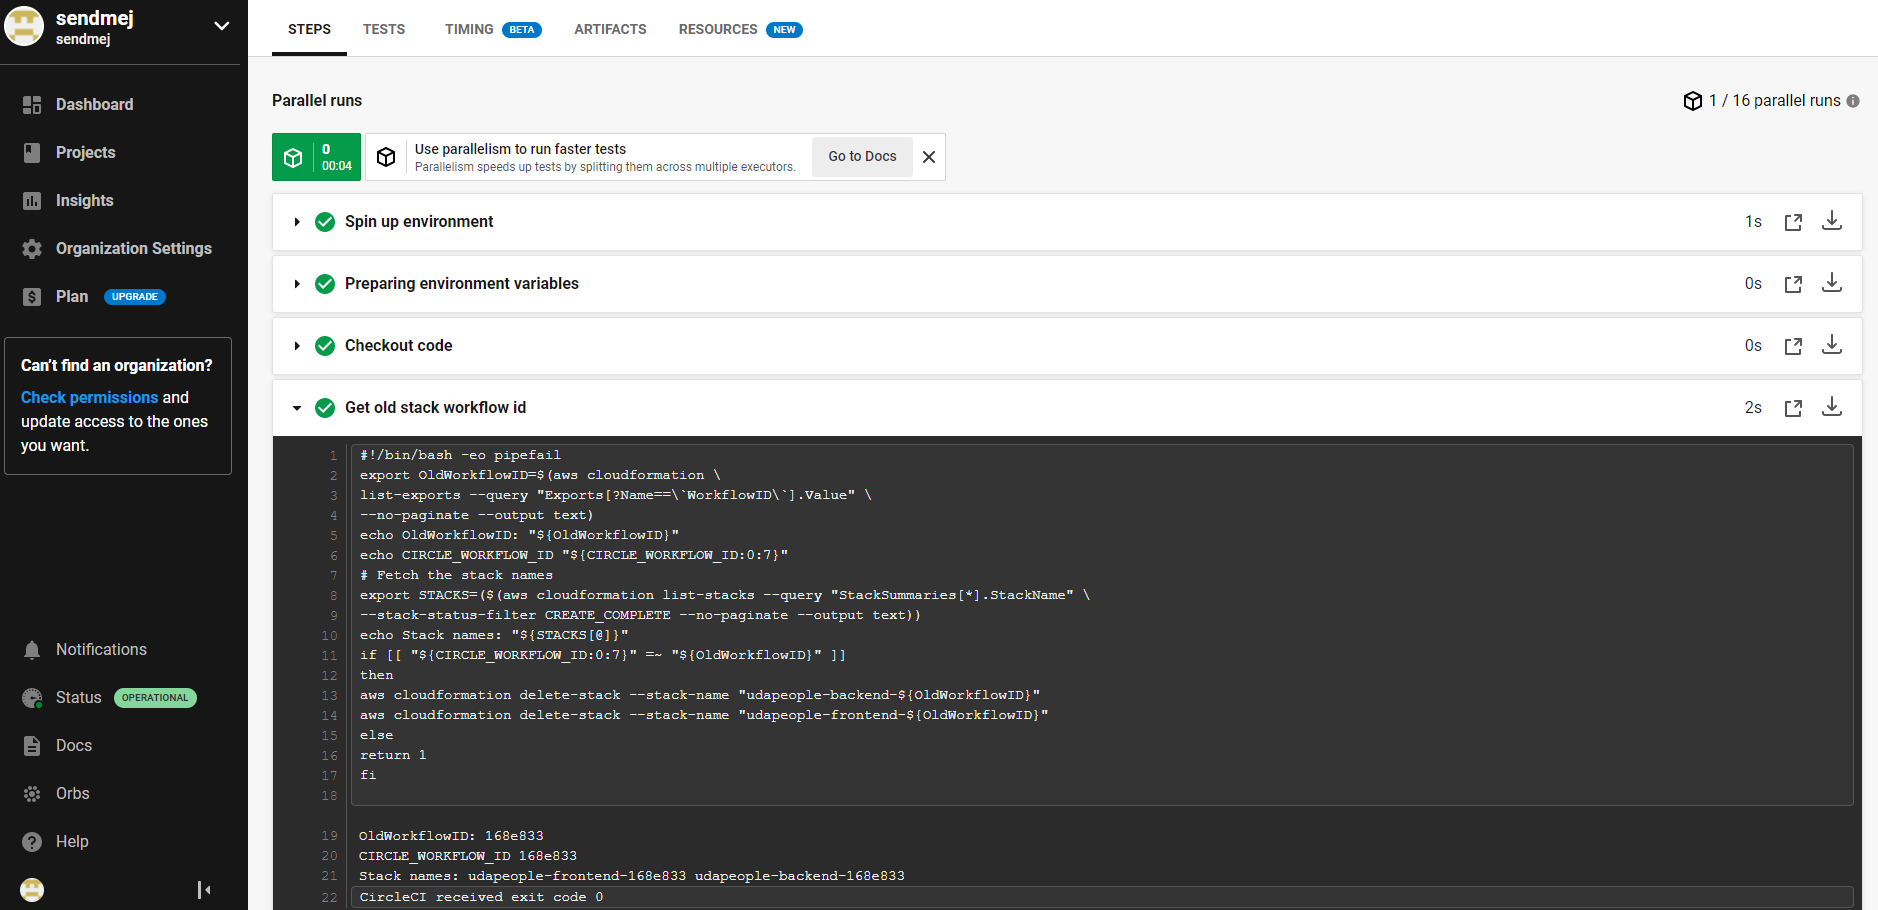 sendmej
sendmej
Dashboard
Projects
Insights
Organization Settings
Plan UPGRADE
Can't find an organization?
Check permissions and
update access to the ones
you want.
Notifications
Status OPERATIONAL
Docs
Orbs
Help
STEPS TESTS TIMING BETA ARTIFACTS RESOURCES NEW
Parallel runs
1 / 16 parallel runs
0
00:04
Use parallelism to run faster tests
Parallelism speeds up tests by splitting them across multiple executors.
Go to Docs
Spin up environment 1s
Preparing environment variables 0s
Checkout code 0s
Get old stack workflow id 2s
1 #!/bin/bash -eo pipefail
2 export OldWorkflowID=$(aws cloudformation \
3 list-exports --query "Exports[?Name==\`WorkflowID\`].Value" \
4 --no-paginate --output text)
5 echo OldWorkflowID: "${OldWorkflowID}"
6 echo CIRCLE_WORKFLOW_ID "${CIRCLE_WORKFLOW_ID:0:7}"
7 # Fetch the stack names
8 export STACKS=($(aws cloudformation list-stacks --query "StackSummaries[*].StackName" \
9 --stack-status-filter CREATE_COMPLETE --no-paginate --output text))
10 echo Stack names: "${STACKS[@]}"
11 if [[ "${CIRCLE_WORKFLOW_ID:0:7}" =~ "${OldWorkflowID}" ]]
12 then
13 aws cloudformation delete-stack --stack-name "udapeople-backend-${OldWorkflowID}"
14 aws cloudformation delete-stack --stack-name "udapeople-frontend-${OldWorkflowID}"
15 else
16 return 1
17 fi
18
19 OldWorkflowID: 168e833
20 CIRCLE_WORKFLOW_ID 168e833
21 Stack names: udapeople-frontend-168e833 udapeople-backend-168e833
22 CircleCI received exit code 0